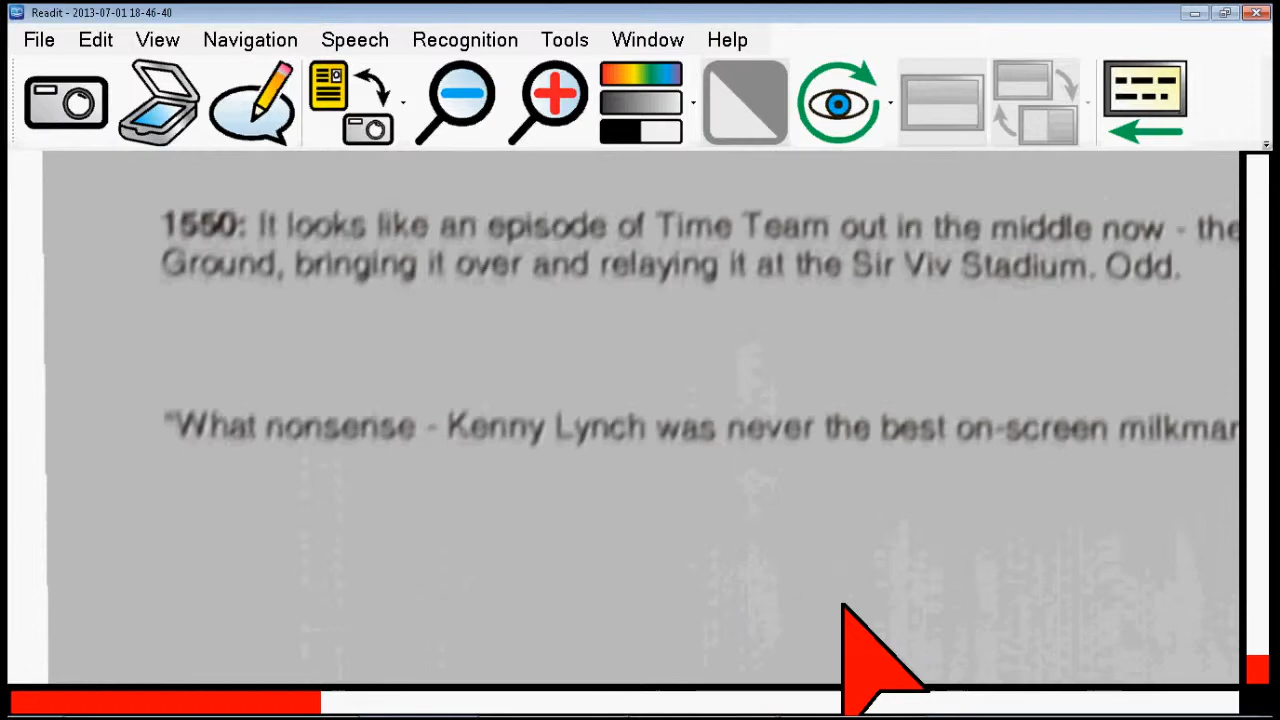 Readit - 2013-07-01 18-46-40
File Edit View Navigation Speech Recognition Tools Window Help
1550: It looks like an episode of Time Team out in the middle now - the
Ground, bringing it over and relaying it at the Sir Viv Stadium. Odd.
"What nonsense - Kenny Lynch was never the best on-screen milkman